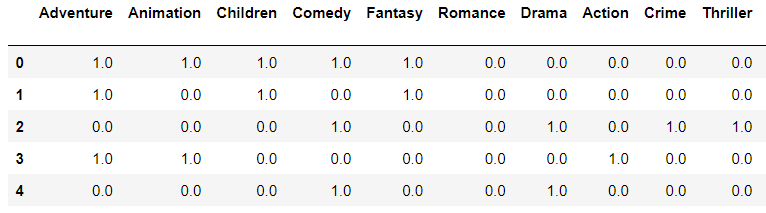 Adventure Animation Children Comedy Fantasy Romance Drama Action Crime Thriller
0 1.0 1.0 1.0 1.0 1.0 0.0 0.0 0.0 0.0 0.0
1 1.0 0.0 1.0 0.0 1.0 0.0 0.0 0.0 0.0 0.0
2 0.0 0.0 0.0 1.0 0.0 0.0 1.0 0.0 1.0 1.0
3 1.0 1.0 0.0 0.0 0.0 0.0 0.0 1.0 0.0 0.0
4 0.0 0.0 0.0 1.0 0.0 0.0 1.0 0.0 0.0 0.0